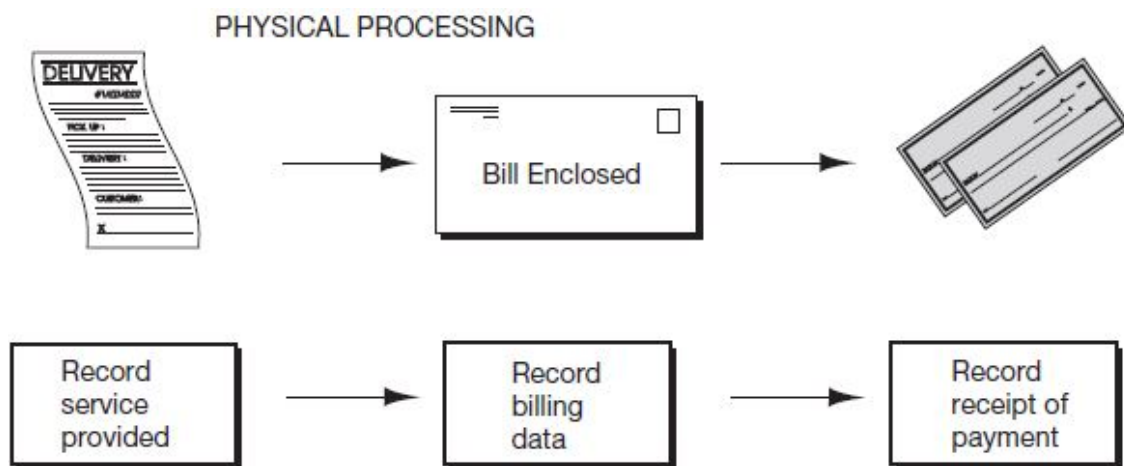 PHYSICAL PROCESSING
DELIVERY
PICK UP:
DELIVERY:
CUSTOMER:
X
Bill Enclosed
Record
service
provided
Record
billing
data
Record
receipt of
payment